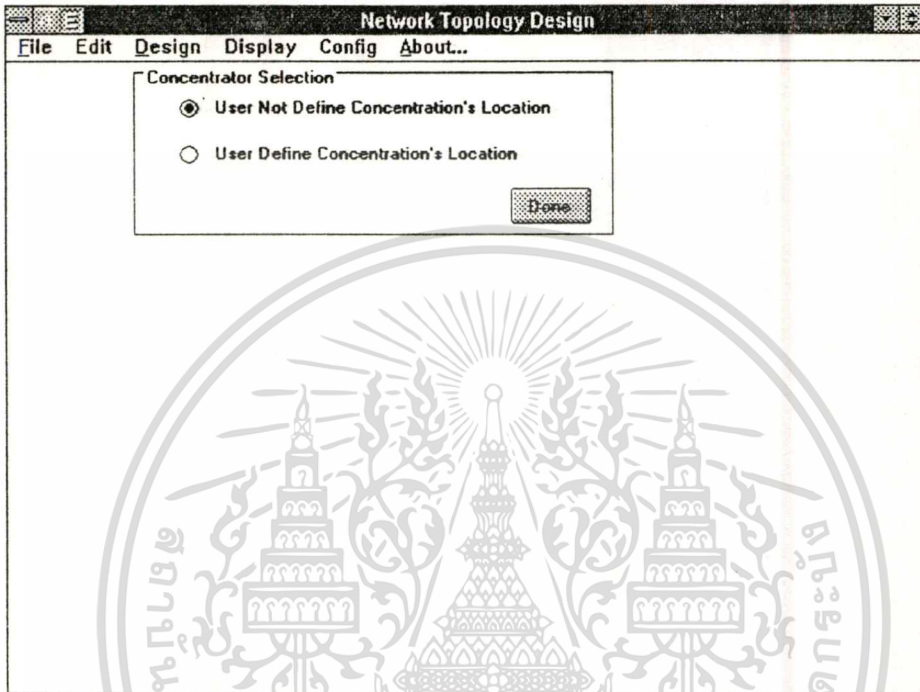 Network Topology Design
File Edit Design Display Config About...
Concentrator Selection
User Not Define Concentration's Location
User Define Concentration's Location
Done